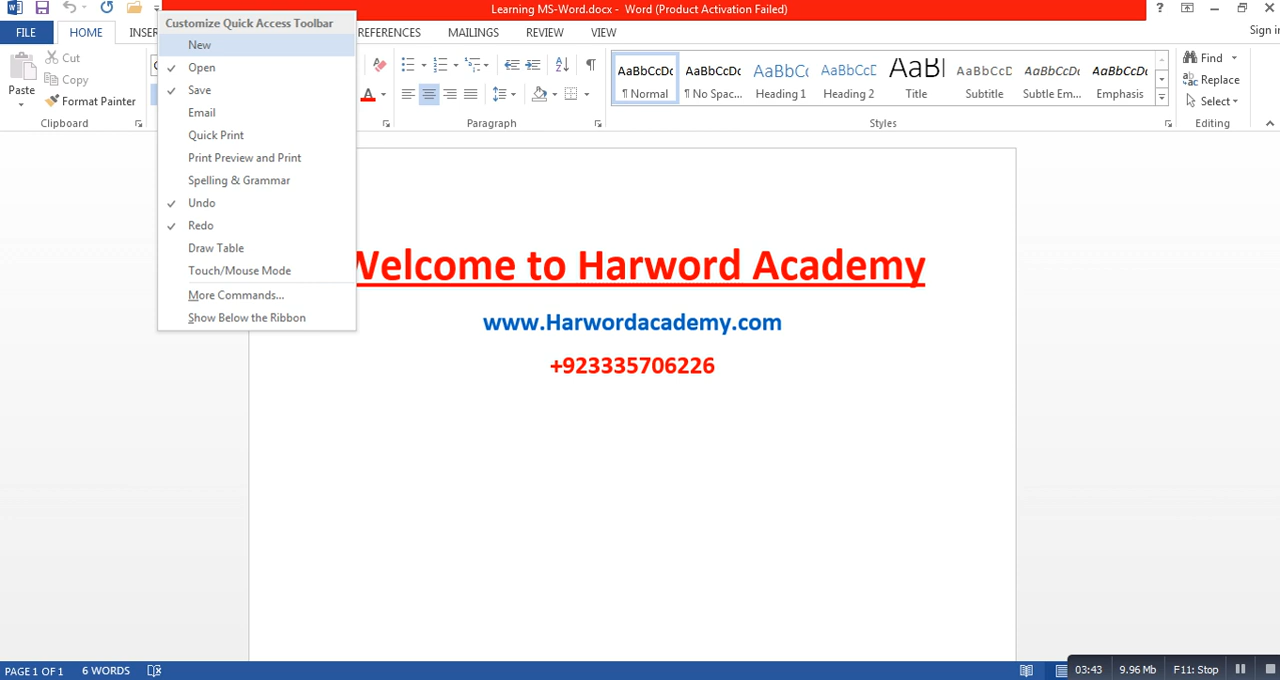 Learning MS-Word.docx - Word (Product Activation Failed)
?
FILE HOME INSER REFERENCES MAILINGS REVIEW VIEW Sign in
Customize Quick Access Toolbar
New
Open
Save
Email
Quick Print
Print Preview and Print
Spelling & Grammar
Undo
Redo
Draw Table
Touch/Mouse Mode
More Commands...
Show Below the Ribbon
Paste
Cut
Copy
Format Painter
Clipboard
Paragraph
AaBbCcDc AaBbCcDc AaBbCc AaBbCcC AaBl AaBbCcC AaBbCcDc AaBbCcDc
¶ Normal ¶ No Spac... Heading 1 Heading 2 Title Subtitle Subtle Em... Emphasis
Styles
Find
Replace
Select
Editing
Welcome to Harword Academy
www.Harwordacademy.com
+923335706226
PAGE 1 OF 1 6 WORDS
03:43 9.96 Mb F11: Stop